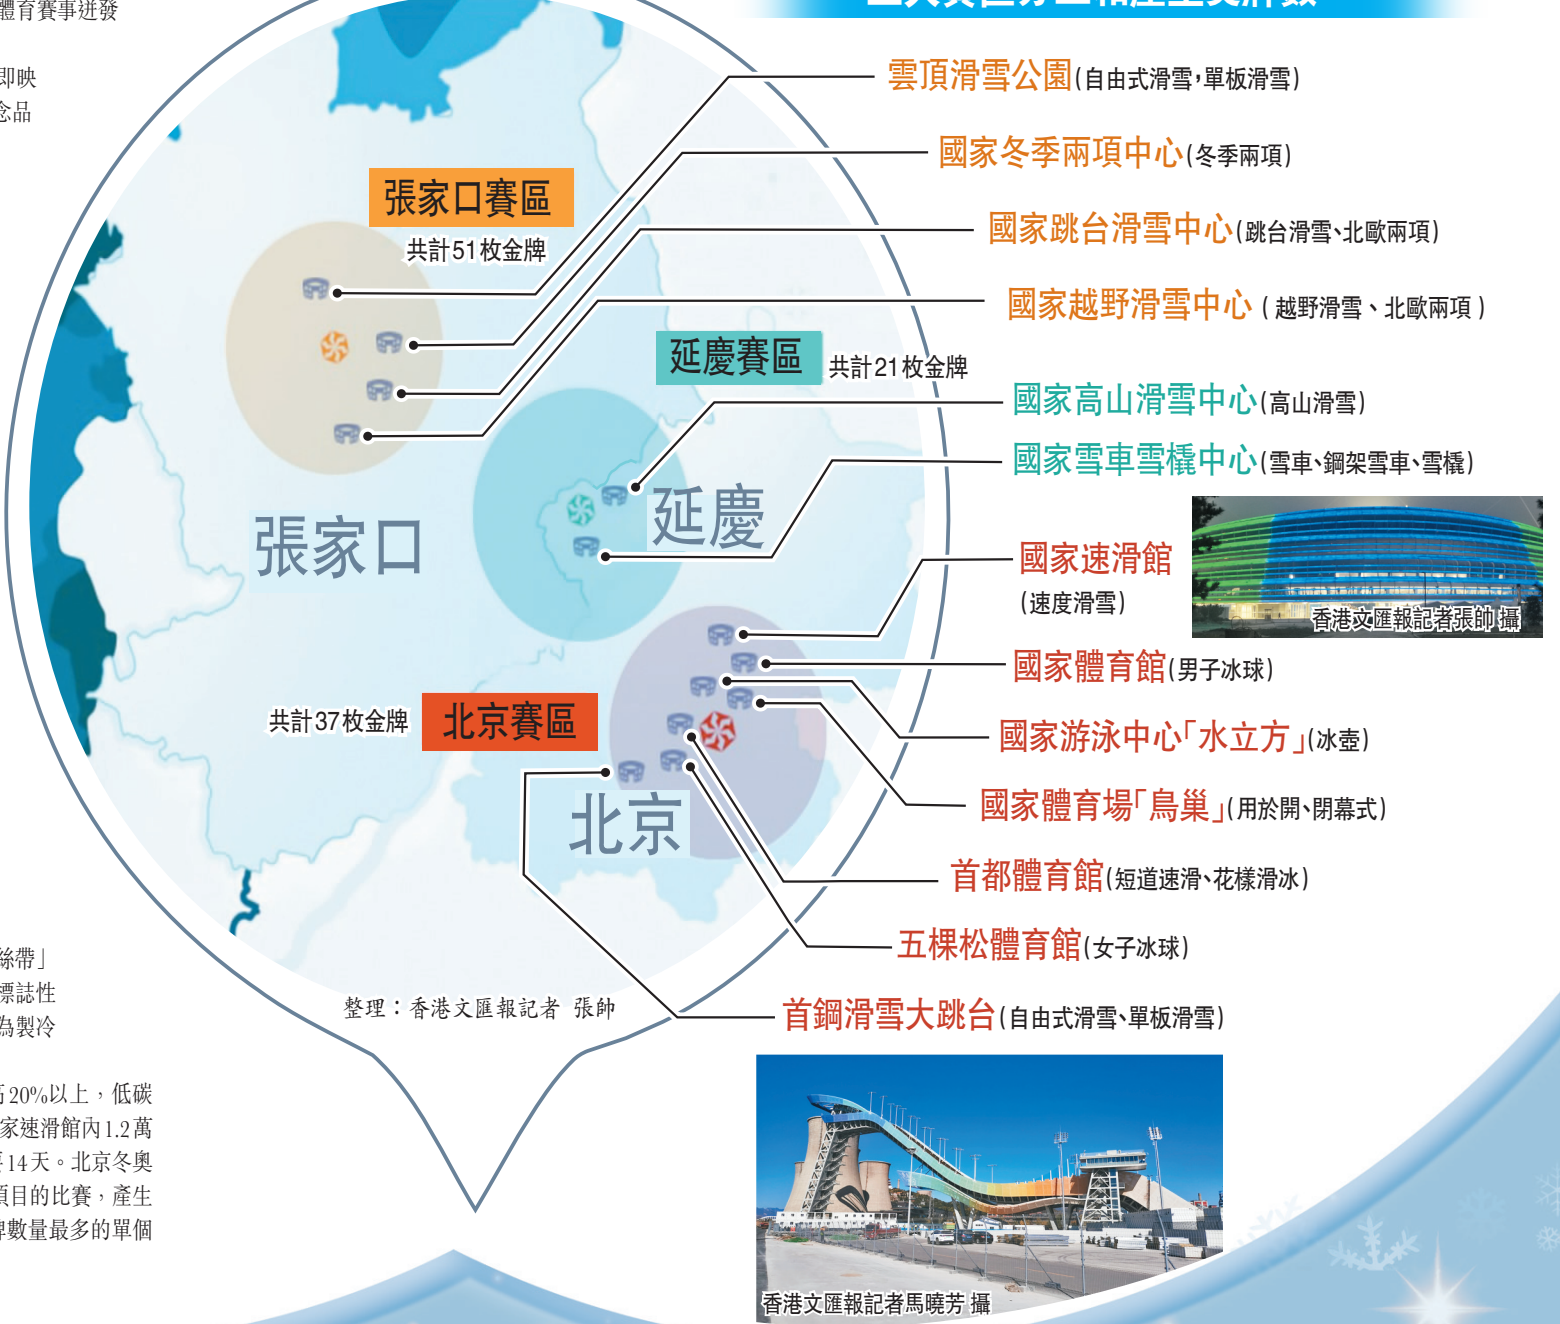 體育賽事迸發
即映
念品
雲頂滑雪公園(自由式滑雪，單板滑雪)
國家冬季兩項中心(冬季兩項)
張家口賽區
共計51枚金牌
國家跳台滑雪中心(跳台滑雪、北歐兩項)
國家越野滑雪中心(越野滑雪、北歐兩項)
延慶賽區
共計21枚金牌
國家高山滑雪中心(高山滑雪)
國家雪車雪橇中心(雪車、鋼架雪車、雪橇)
延慶
張家口
國家速滑館
(速度滑雪)
香港文匯報記者張帥 攝
國家體育館(男子冰球)
共計37枚金牌
北京賽區
國家游泳中心「水立方」(冰壺)
北京
國家體育場「鳥巢」(用於開、閉幕式)
首都體育館(短道速滑、花樣滑冰)
五棵松體育館(女子冰球)
首鋼滑雪大跳台(自由式滑雪、單板滑雪)
整理：香港文匯報記者 張帥
絲帶」
標誌性
為製冷
高20%以上，低碳
家速滑館內1.2萬
14天。北京冬奧
項目的比賽，產生
牌數量最多的單個
香港文匯報記者馬曉芳 攝